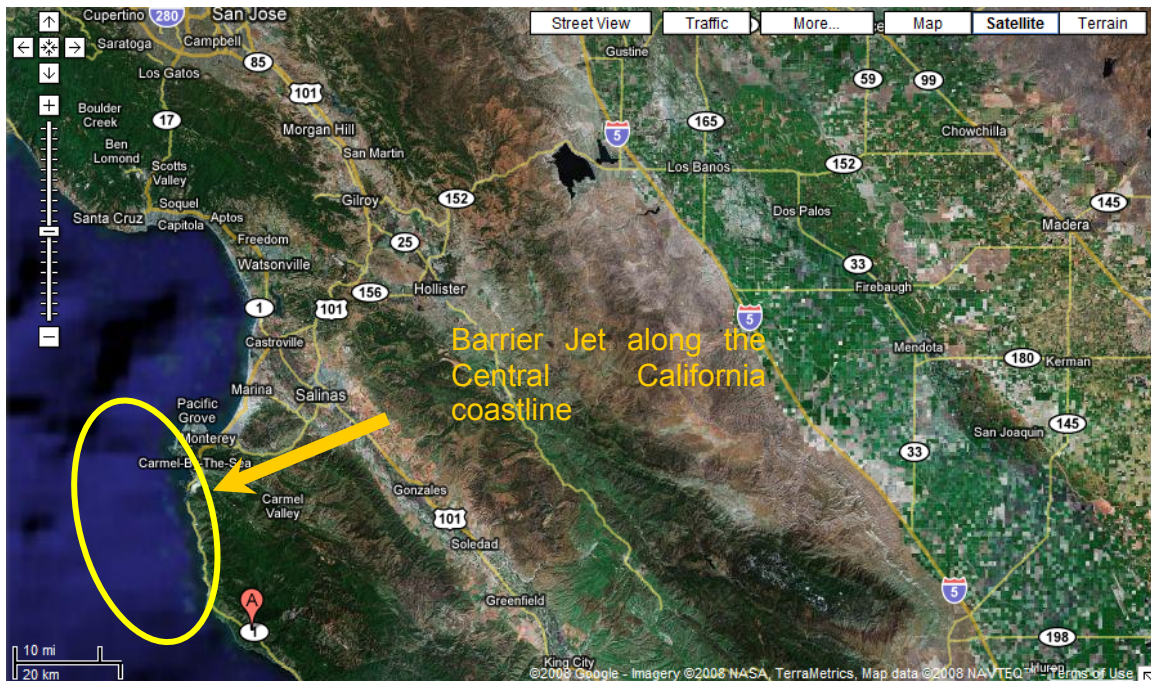 Cupertino
280
San Jose
Street View
Traffic
More...
Map
Satellite
Terrain
Saratoga
Campbell
85
Gustine
Los Gatos
101
59
99
Boulder
Creek
17
Morgan Hill
5
165
Chowchilla
Ben
Lomond
San Martin
Scotts
Valley
Los Banos
152
152
Gilroy
145
Soquel
Santa Cruz
Capitola
Aptos
Dos Palos
Madera
Freedom
25
Watsonville
33
Hollister
156
Firebaugh
1
101
5
Castroville
Barrier Jet along the
Central California
coastline
Mendota
180
Kerman
Marina
Salinas
Pacific
Grove
Monterey
145
San Joaquin
Carmel-By-The-Sea
33
Gonzales
Carmel
Valley
101
Soledad
A
Greenfield
5
1
198
10 mi
20 km
King City
Huron
©2008 Google - Imagery ©2008 NASA, TerraMetrics, Map data ©2008 NAVTEQ™ - Terms of Use